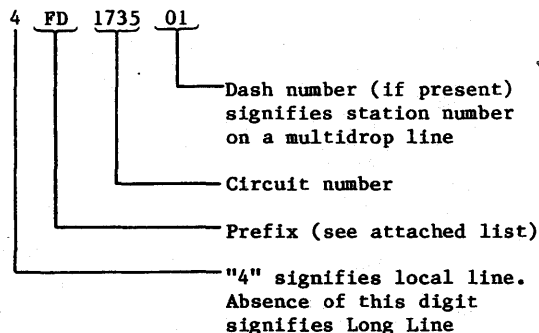 4 FD 1735 01
Dash number (if present)
signifies station number
on a multidrop line
Circuit number
Prefix (see attached list)
"4" signifies local line.
Absence of this digit
signifies Long Line